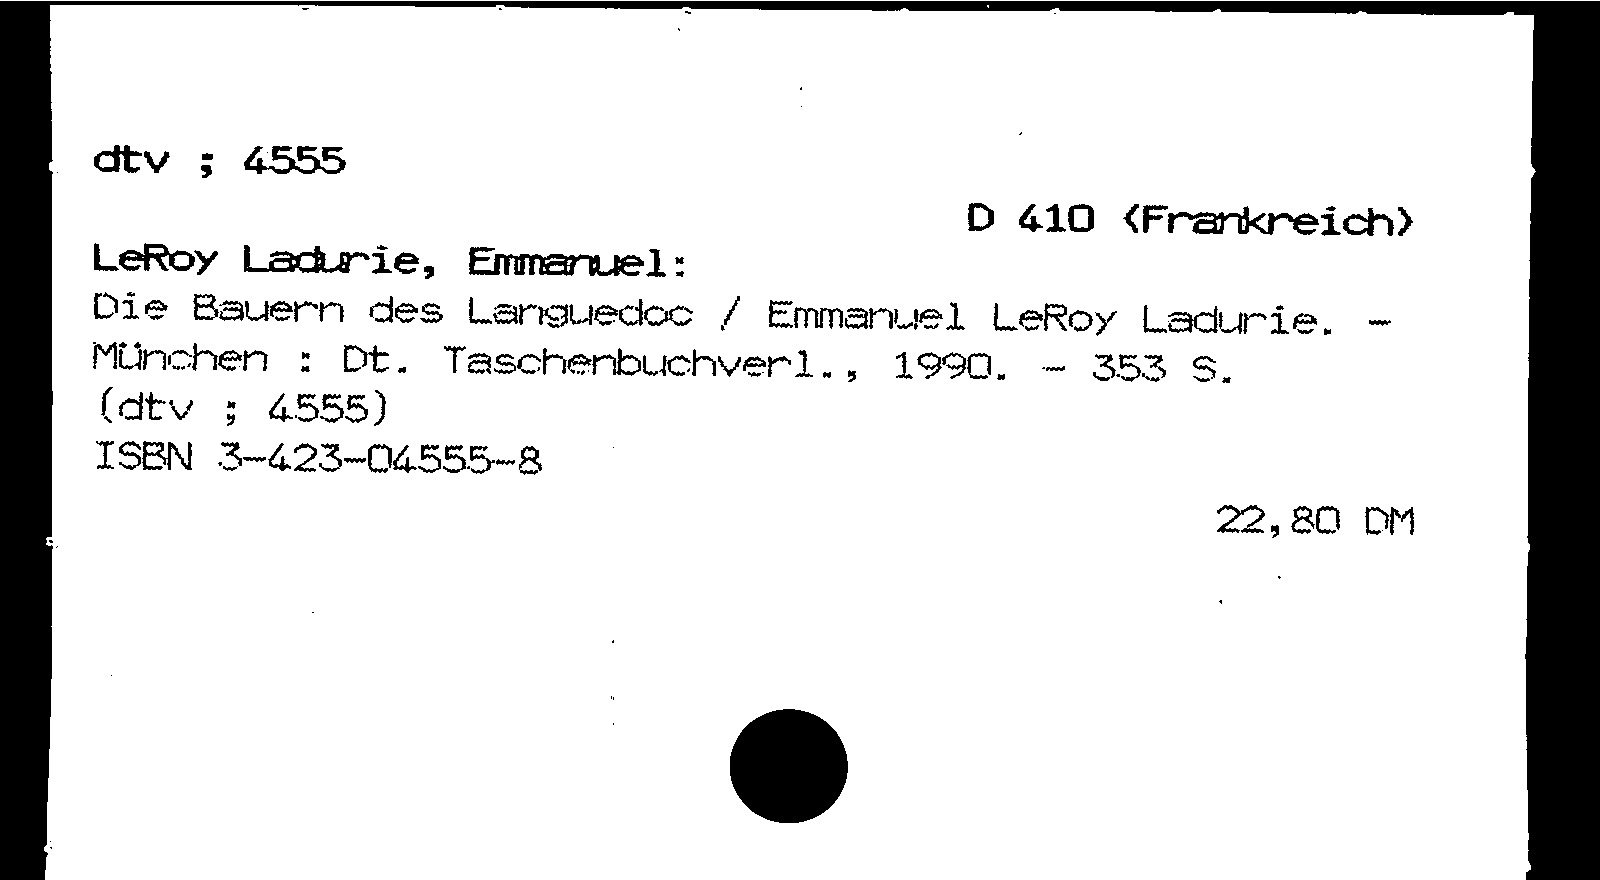 dtv ; 4555
D 410 (Frankreich)
LeRoy Ladurie, Emmanuel:
Die Bauern des Languedoc / Emmanuel LeRoy Ladurie. -
München : Dt. Taschenbuchverl., 1990. - 353 S.
(dtv ; 4555)
ISBN 3-423-04555-8
22,80 DM